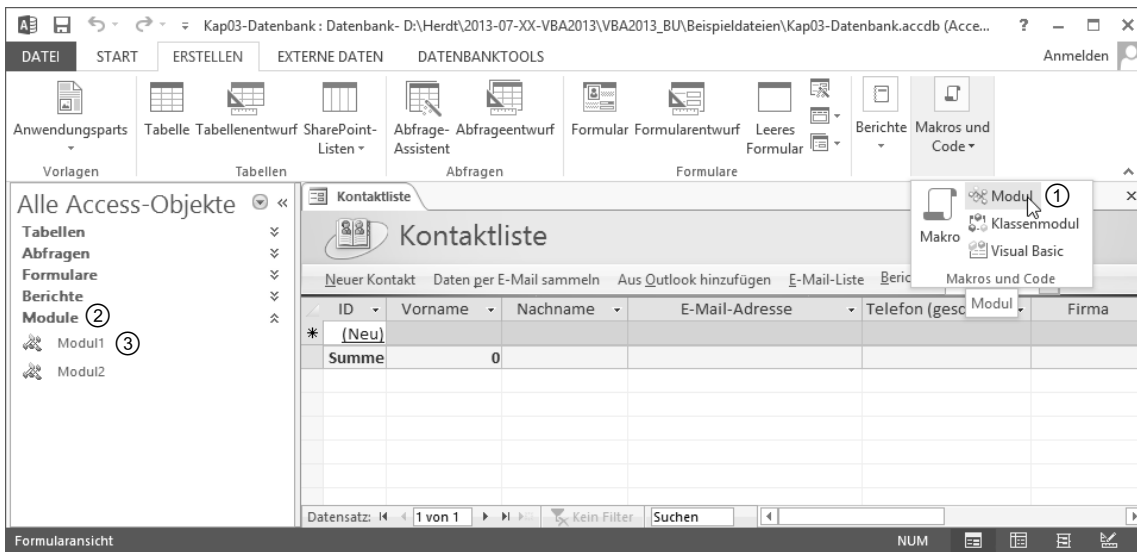 Kap03-Datenbank : Datenbank- D:\Herdt\2013-07-XX-VBA2013\VBA2013_BU\Beispieldateien\Kap03-Datenbank.accdb (Acce... ?
DATEI START ERSTELLEN EXTERNE DATEN DATENBANKTOOLS Anmelden
Anwendungsparts Tabelle Tabellenentwurf SharePoint- Abfrage- Abfrageentwurf Formular Formularentwurf Leeres Berichte Makros und
Listen Assistent Formular Code
Vorlagen Tabellen Abfragen Formulare
Alle Access-Objekte
Tabellen
Abfragen
Formulare
Berichte
Module ②
Modul1 ③
Modul2
Kontaktliste
Kontaktliste
Makro
Modul ①
Klassenmodul
Visual Basic
Makros und Code
Modul
Neuer Kontakt Daten per E-Mail sammeln Aus Outlook hinzufügen E-Mail-Liste Beric
ID Vorname Nachname E-Mail-Adresse Telefon (gesc Firma
* (Neu)
Summe 0
Datensatz: 1 von 1 Kein Filter Suchen
Formularansicht NUM